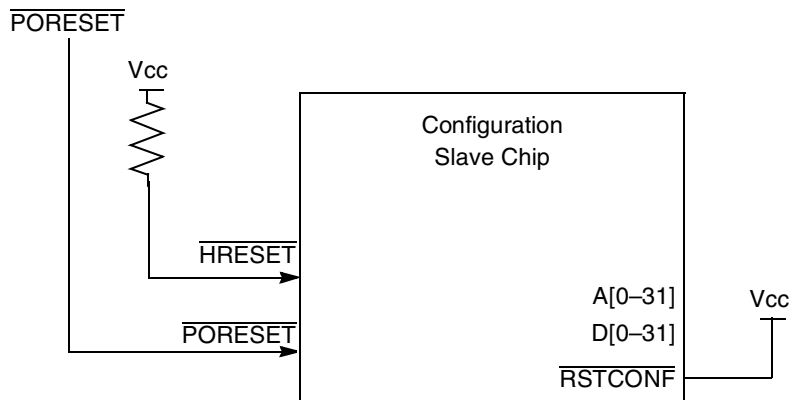 PORESET
Vcc
Configuration
Slave Chip
HRESET
A[0–31]
Vcc
PORESET
D[0–31]
RSTCONF